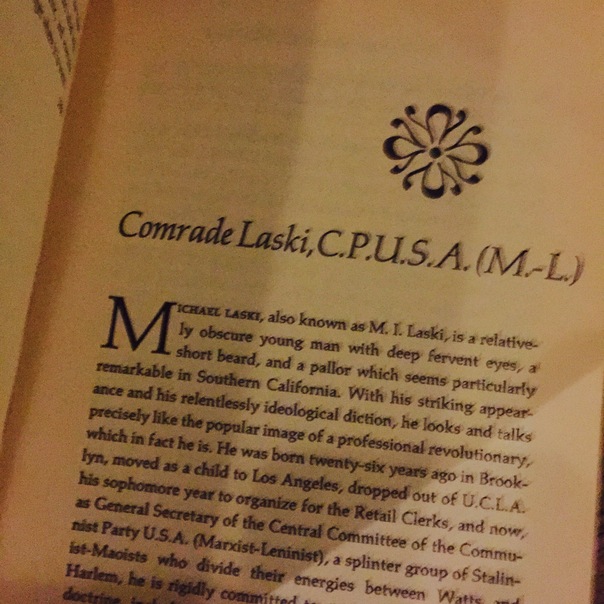 Comrade Laski, C.P.U.S.A. (M.-L.)
MICHAEL LASKI, also known as M. I. Laski, is a relative-
ly obscure young man with deep fervent eyes, a
short beard, and a pallor which seems particularly
remarkable in Southern California. With his striking appear-
ance and his relentlessly ideological diction, he looks and talks
precisely like the popular image of a professional revolutionary,
which in fact he is. He was born twenty-six years ago in Brook-
lyn, moved as a child to Los Angeles, dropped out of U.C.L.A.
his sophomore year to organize for the Retail Clerks, and now,
as General Secretary of the Central Committee of the Commu-
nist Party U.S.A. (Marxist-Leninist), a splinter group of Stalin-
ist-Maoists who divide their energies between Watts and
Harlem, he is rigidly committed
doctrine